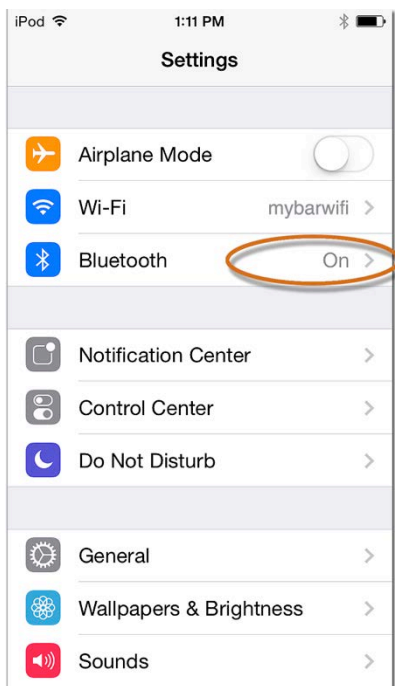 iPod 1:11 PM
Settings
Airplane Mode
Wi-Fi mybarwifi
Bluetooth On
Notification Center
Control Center
Do Not Disturb
General
Wallpapers & Brightness
Sounds